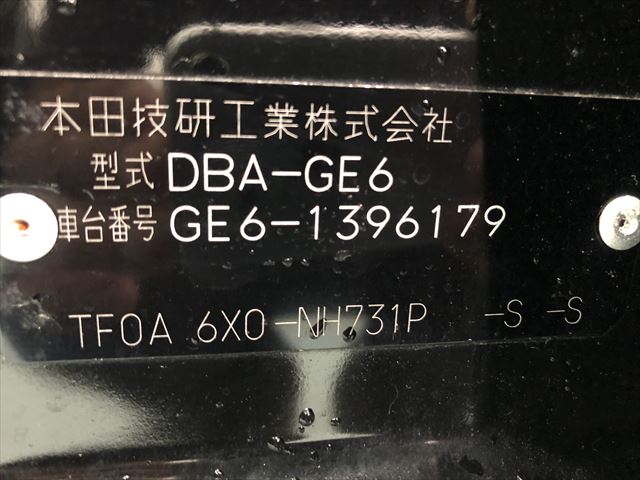 本田技研工業株式会社
型式 DBA-GE6
車台番号 GE6-1396179
TF0A 6X0-NH731P -S -S